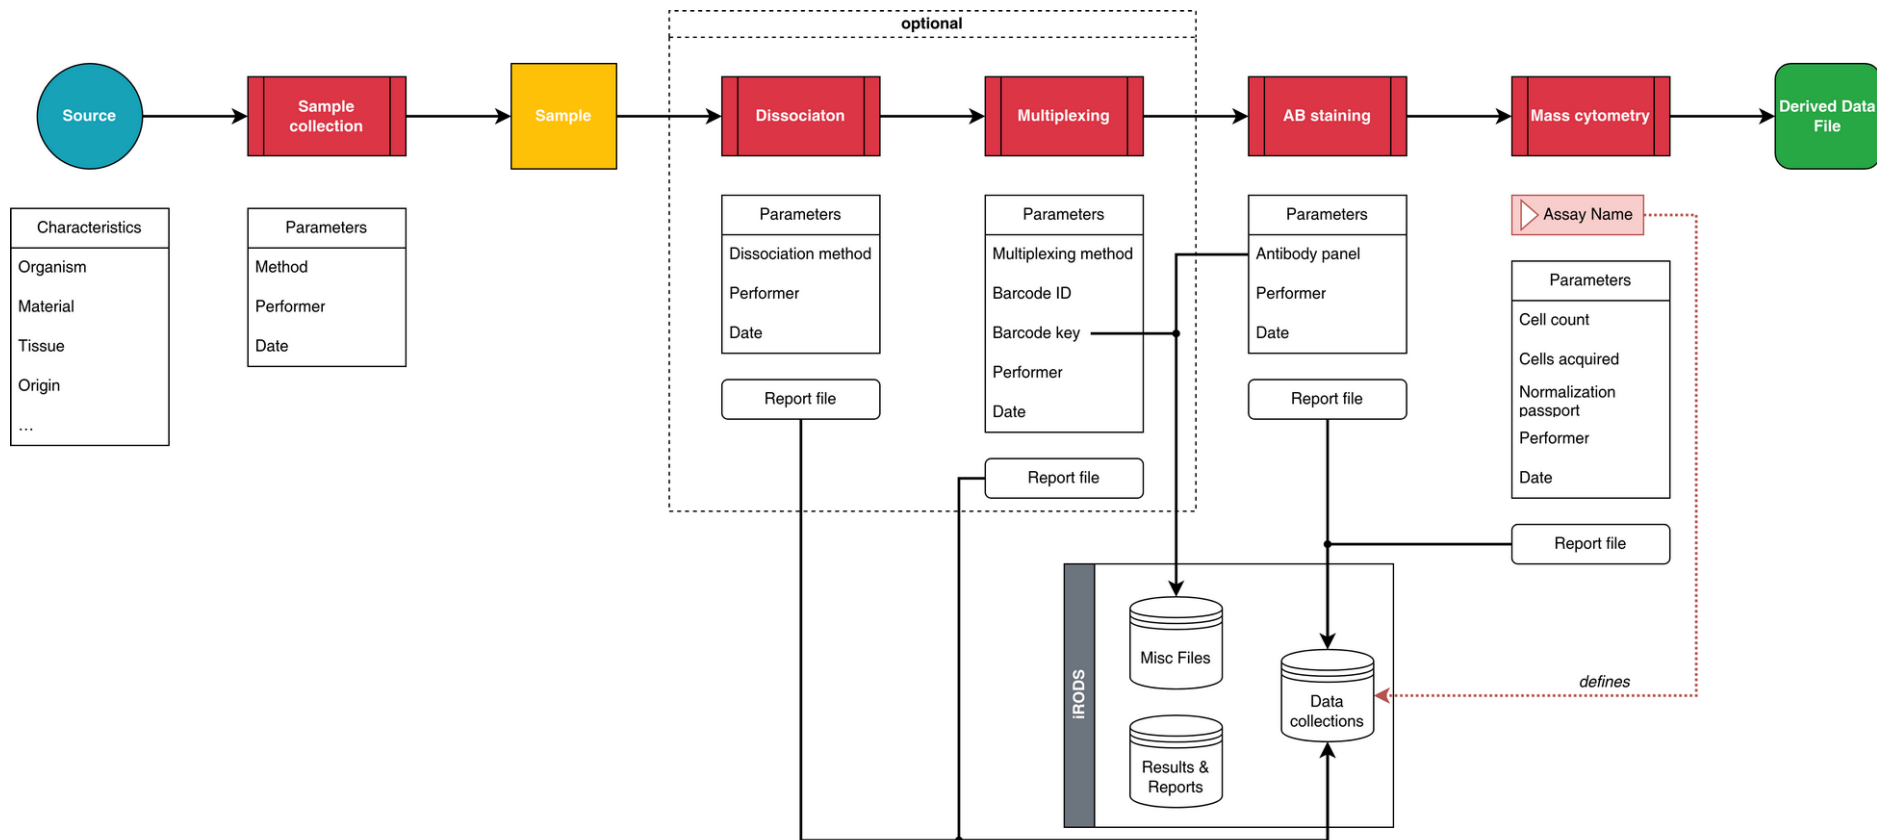 optional
Source
Sample
collection
Sample
Dissociaton
Multiplexing
AB staining
Mass cytometry
Derived Data
File
Characteristics
Organism
Material
Tissue
Origin
...
Parameters
Method
Performer
Date
Parameters
Dissociation method
Performer
Date
Report file
Parameters
Multiplexing method
Barcode ID
Barcode key
Performer
Date
Report file
Parameters
Antibody panel
Performer
Date
Report file
Assay Name
Parameters
Cell count
Cells acquired
Normalization
passport
Performer
Date
Report file
iRODS
Misc Files
Results &
Reports
Data
collections
defines